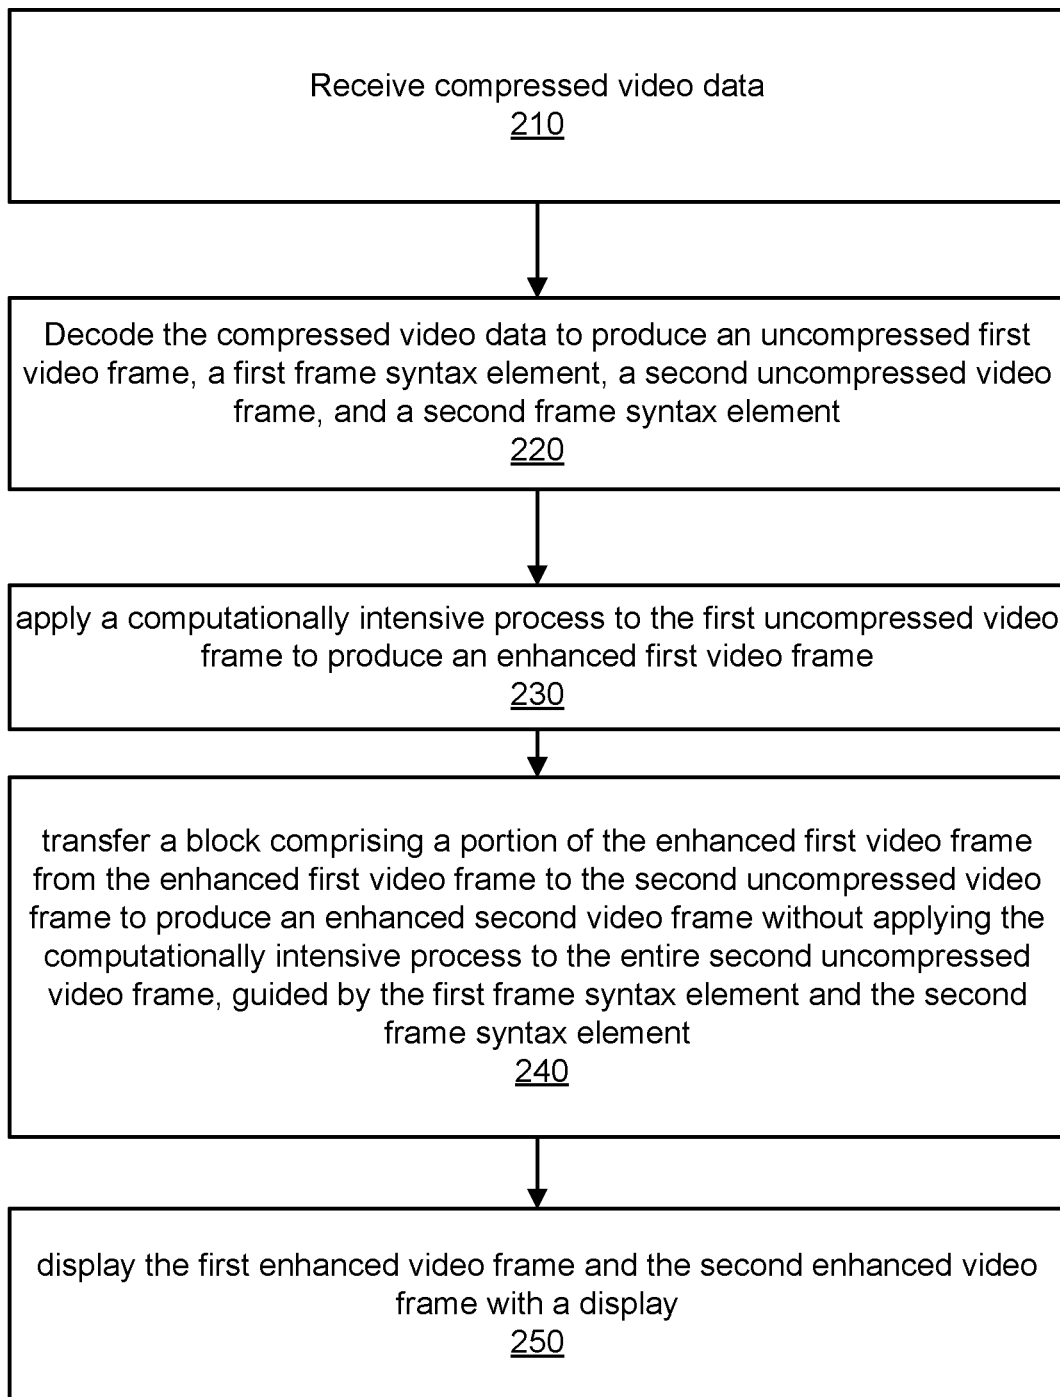 Receive compressed video data
210
Decode the compressed video data to produce an uncompressed first
video frame, a first frame syntax element, a second uncompressed video
frame, and a second frame syntax element
220
apply a computationally intensive process to the first uncompressed video
frame to produce an enhanced first video frame
230
transfer a block comprising a portion of the enhanced first video frame
from the enhanced first video frame to the second uncompressed video
frame to produce an enhanced second video frame without applying the
computationally intensive process to the entire second uncompressed
video frame, guided by the first frame syntax element and the second
frame syntax element
240
display the first enhanced video frame and the second enhanced video
frame with a display
250